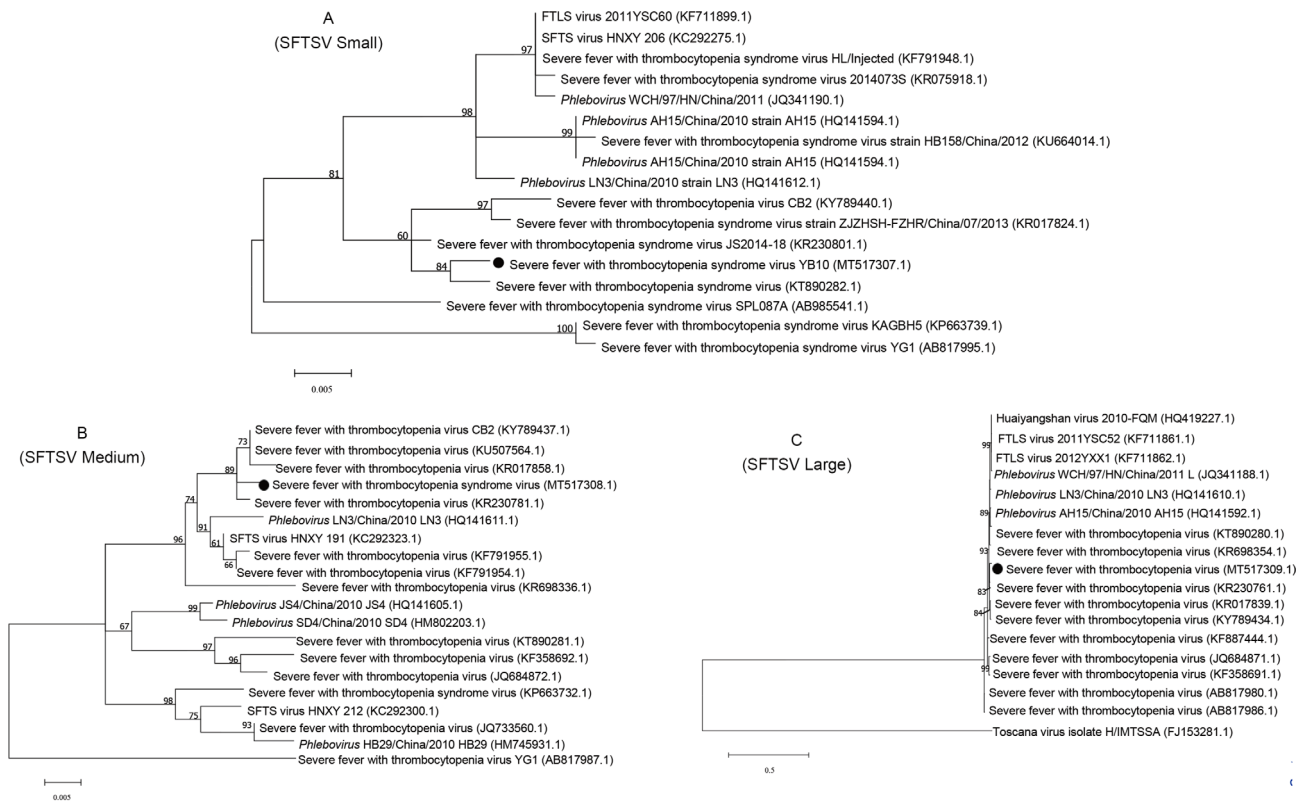 A
(SFTSV Small)
FTLS virus 2011YSC60 (KF711899.1)
SFTS virus HNXY 206 (KC292275.1)
97
Severe fever with thrombocytopenia syndrome virus HL/Injected (KF791948.1)
Severe fever with thrombocytopenia syndrome virus 2014073S (KR075918.1)
Phlebovirus WCH/97/HN/China/2011 (JQ341190.1)
98
Phlebovirus AH15/China/2010 strain AH15 (HQ141594.1)
99
Severe fever with thrombocytopenia syndrome virus strain HB158/China/2012 (KU664014.1)
Phlebovirus AH15/China/2010 strain AH15 (HQ141594.1)
81
Phlebovirus LN3/China/2010 strain LN3 (HQ141612.1)
97
Severe fever with thrombocytopenia syndrome virus CB2 (KY789440.1)
Severe fever with thrombocytopenia syndrome virus strain ZJZHSH-FZHR/China/07/2013 (KR017824.1)
60
Severe fever with thrombocytopenia syndrome virus JS2014-18 (KR230801.1)
84
Severe fever with thrombocytopenia syndrome virus YB10 (MT517307.1)
Severe fever with thrombocytopenia syndrome virus (KT890282.1)
Severe fever with thrombocytopenia syndrome virus SPL087A (AB985541.1)
100
Severe fever with thrombocytopenia syndrome virus KAGBH5 (KP663739.1)
Severe fever with thrombocytopenia syndrome virus YG1 (AB817995.1)
0.005
B
(SFTSV Medium)
Severe fever with thrombocytopenia virus CB2 (KY789437.1)
73
Severe fever with thrombocytopenia virus (KU507564.1)
89
Severe fever with thrombocytopenia virus (KR017858.1)
Severe fever with thrombocytopenia syndrome virus (MT517308.1)
74
Severe fever with thrombocytopenia virus (KR230781.1)
Phlebovirus LN3/China/2010 LN3 (HQ141611.1)
91
96
SFTS virus HNXY 191 (KC292323.1)
61
Severe fever with thrombocytopenia virus (KF791955.1)
66
Severe fever with thrombocytopenia virus (KF791954.1)
Severe fever with thrombocytopenia virus (KR698336.1)
99
Phlebovirus JS4/China/2010 JS4 (HQ141605.1)
67
Phlebovirus SD4/China/2010 SD4 (HM802203.1)
97
Severe fever with thrombocytopenia virus (KT890281.1)
96
Severe fever with thrombocytopenia virus (KF358692.1)
Severe fever with thrombocytopenia virus (JQ684872.1)
98
Severe fever with thrombocytopenia syndrome virus (KP663732.1)
75
SFTS virus HNXY 212 (KC292300.1)
93
Severe fever with thrombocytopenia virus (JQ733560.1)
Phlebovirus HB29/China/2010 HB29 (HM745931.1)
Severe fever with thrombocytopenia virus YG1 (AB817987.1)
0.005
C
(SFTSV Large)
Huaiyangshan virus 2010-FQM (HQ419227.1)
99
FTLS virus 2011YSC52 (KF711861.1)
FTLS virus 2012YXX1 (KF711862.1)
Phlebovirus WCH/97/HN/China/2011 L (JQ341188.1)
Phlebovirus LN3/China/2010 LN3 (HQ141610.1)
89
Phlebovirus AH15/China/2010 AH15 (HQ141592.1)
Severe fever with thrombocytopenia virus (KT890280.1)
93
Severe fever with thrombocytopenia virus (KR698354.1)
Severe fever with thrombocytopenia virus (MT517309.1)
83
Severe fever with thrombocytopenia virus (KR230761.1)
84
Severe fever with thrombocytopenia virus (KR017839.1)
Severe fever with thrombocytopenia virus (KY789434.1)
Severe fever with thrombocytopenia virus (KF887444.1)
Severe fever with thrombocytopenia virus (JQ684871.1)
99
Severe fever with thrombocytopenia virus (KF358691.1)
Severe fever with thrombocytopenia virus (AB817980.1)
Severe fever with thrombocytopenia virus (AB817986.1)
Toscana virus isolate H/IMTSSA (FJ153281.1)
0.5